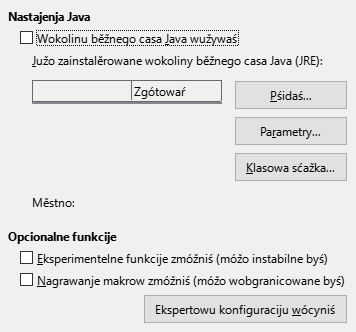 Nastajenja Java
Wokolinu běžnego casa Java wužywaś
Južo zainstalěrowane wokoliny běžnego casa Java (JRE):
Zgótowaŕ
Pśidaś...
Parametry...
Klasowa sćažka...
Městno:
Opcionalne funkcije
Eksperimentelne funkcije zmóžniś (móžo instabilne byś)
Nagrawanje makrow zmóžniś (móžo wobgranicowane byś)
Ekspertowu konfiguraciju wócyniś